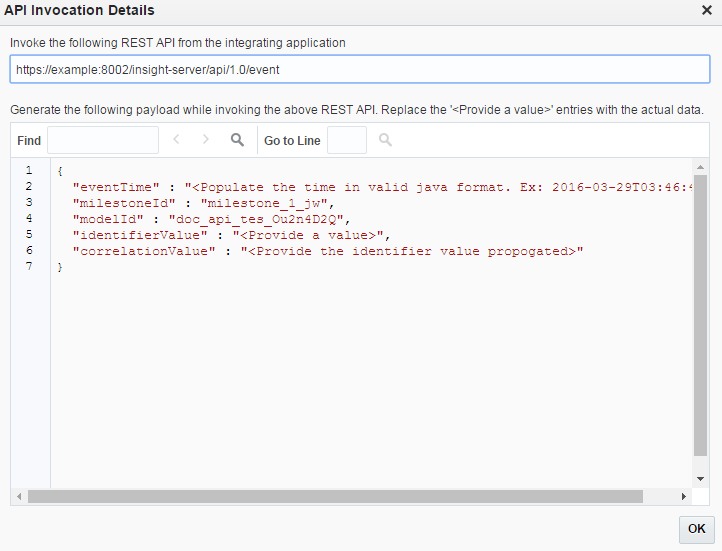 API Invocation Details
Invoke the following REST API from the integrating application
https://example:8002/insight-server/api/1.0/event
Generate the following payload while invoking the above REST API. Replace the '<Provide a value>' entries with the actual data.
Find Go to Line
1 {
2 "eventTime" : "<Populate the time in valid java format. Ex: 2016-03-29T03:46:4
3 "milestoneId" : "milestone_1_jw",
4 "modelId" : "doc_api_tes_Ou2n4D2Q",
5 "identifierValue" : "<Provide a value>",
6 "correlationValue" : "<Provide the identifier value propogated>"
7 }
OK